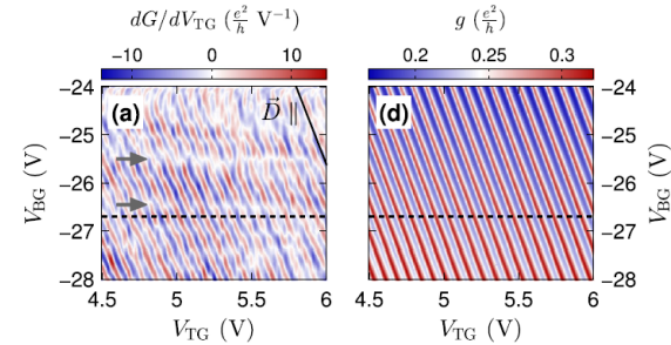 dG/dV_TG (e²/h V⁻¹)
−10 0 10
g (e²/h)
0.2 0.25 0.3
(a)
D⃗ ∥
(d)
V_BG (V)
−24
−25
−26
−27
−28
4.5 5 5.5 6
V_TG (V)
−24
−25
−26
−27
−28
V_BG (V)
4.5 5 5.5 6
V_TG (V)